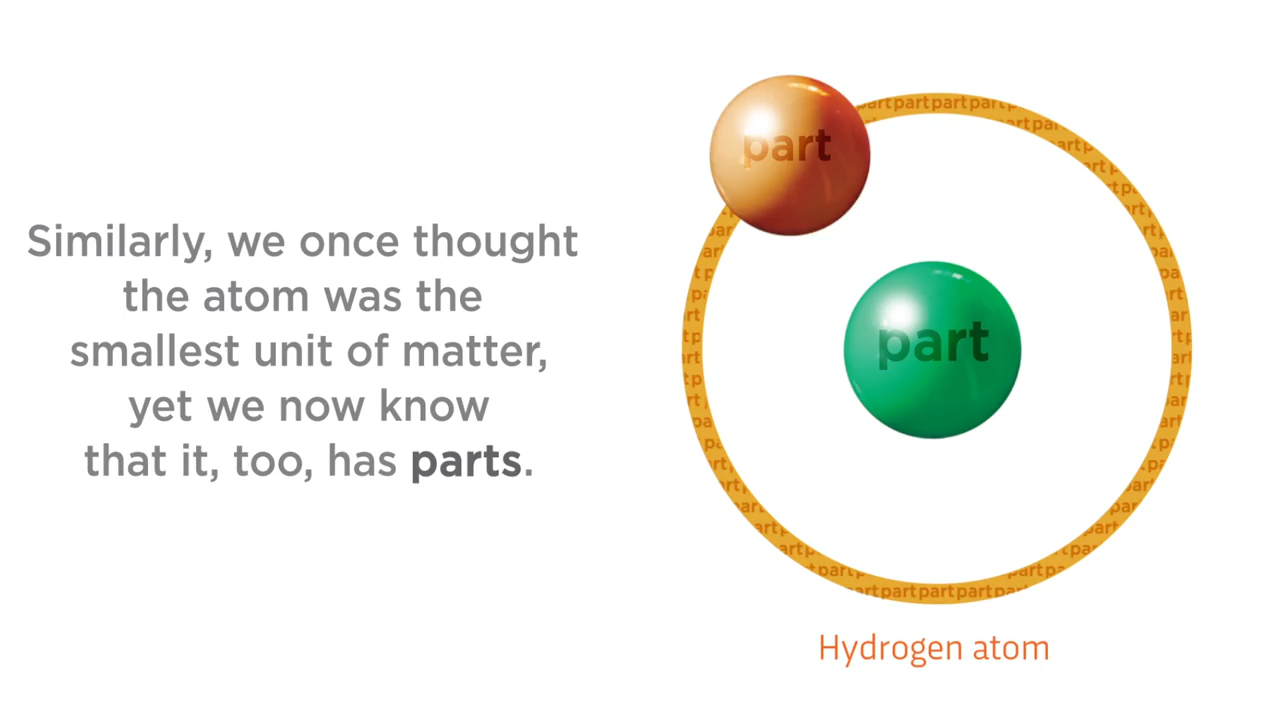 Similarly, we once thought
the atom was the
smallest unit of matter,
yet we now know
that it, too, has parts.
part
part
Hydrogen atom